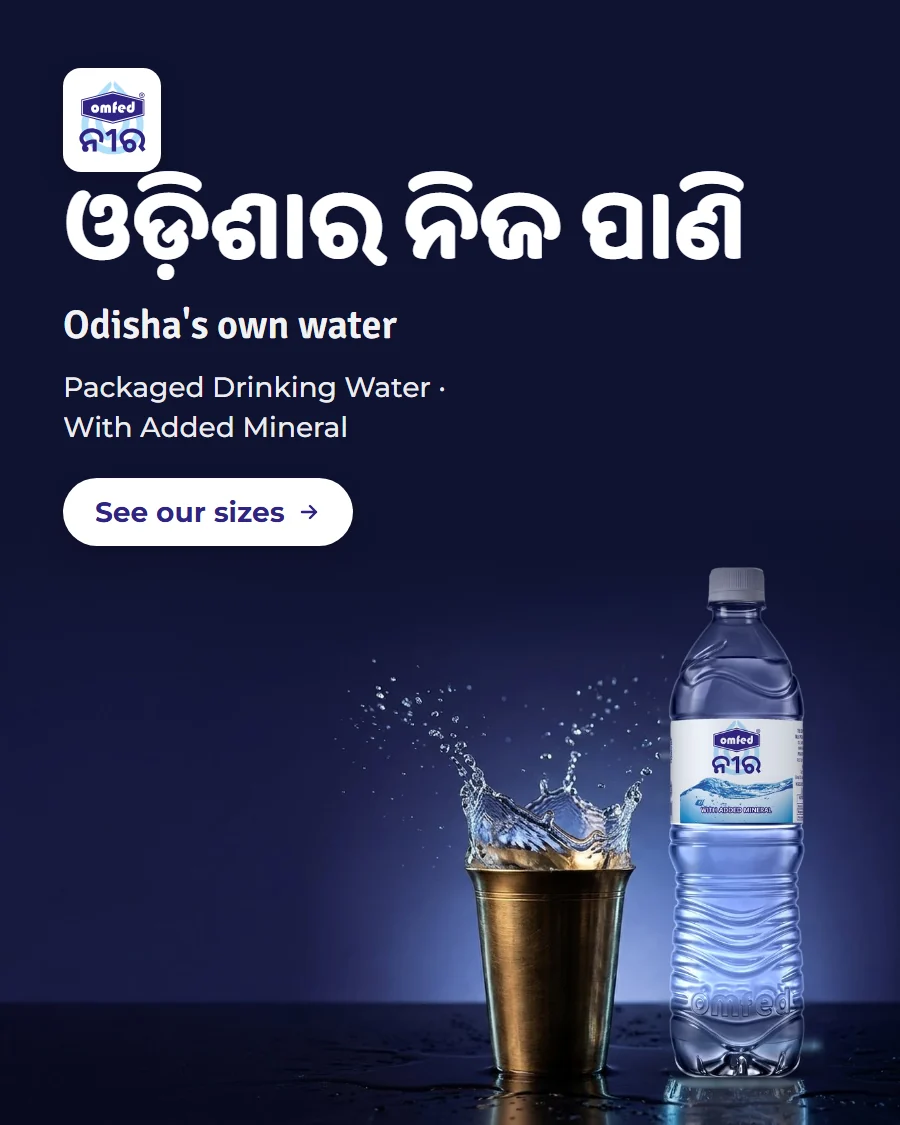 omfed
ନୀର
ଓଡ଼ିଶାର ନିଜ ପାଣି
Odisha's own water
Packaged Drinking Water ·
With Added Mineral
See our sizes →
omfed
ନୀର
WITH ADDED MINERAL
omfed